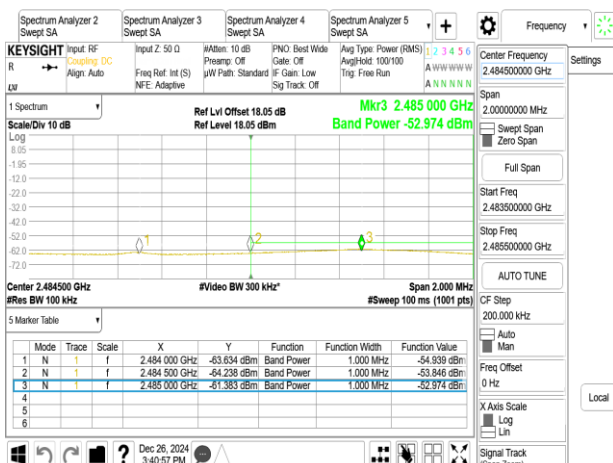 Spectrum Analyzer 2
Swept SA
Spectrum Analyzer 3
Swept SA
Spectrum Analyzer 4
Swept SA
Spectrum Analyzer 5
Swept SA
Frequency
KEYSIGHT
R
Input: RF
Coupling: DC
Align: Auto
Input Z: 50 Ω
Freq Ref: Int (S)
NFE: Adaptive
#Atten: 10 dB
Preamp: Off
µW Path: Standard
PNO: Best Wide
Gate: Off
IF Gain: Low
Sig Track: Off
Avg Type: Power (RMS)
Avg|Hold: 100/100
Trig: Free Run
1 2 3 4 5 6
A W W W W W
A N N N N N
1 Spectrum
Scale/Div 10 dB
Ref Lvl Offset 18.05 dB
Ref Level 18.05 dBm
Mkr3 2.485 000 GHz
Band Power -52.974 dBm
Log
8.05
-1.95
-12.0
-22.0
-32.0
-42.0
-52.0
-62.0
-72.0
1
2
3
Center 2.484500 GHz
#Res BW 100 kHz
#Video BW 300 kHz*
Span 2.000 MHz
#Sweep 100 ms (1001 pts)
5 Marker Table
Mode Trace Scale X Y Function Function Width Function Value
1 N 1 f 2.484 000 GHz -63.634 dBm Band Power 1.000 MHz -54.939 dBm
2 N 1 f 2.484 500 GHz -64.238 dBm Band Power 1.000 MHz -53.846 dBm
3 N 1 f 2.485 000 GHz -61.383 dBm Band Power 1.000 MHz -52.974 dBm
4
5
6
Dec 26, 2024
3:40:57 PM
Center Frequency
2.484500000 GHz
Span
2.00000000 MHz
Swept Span
Zero Span
Full Span
Start Freq
2.483500000 GHz
Stop Freq
2.485500000 GHz
AUTO TUNE
CF Step
200.000 kHz
Auto
Man
Freq Offset
0 Hz
X Axis Scale
Log
Lin
Signal Track
Settings
Local